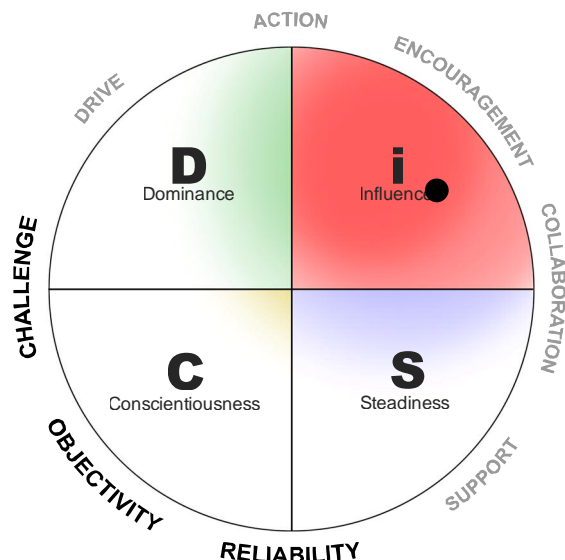 ACTION
DRIVE
ENCOURAGEMENT
D
Dominance
i
Influence
CHALLENGE
COLLABORATION
C
Conscientiousness
S
Steadiness
OBJECTIVITY
SUPPORT
RELIABILITY